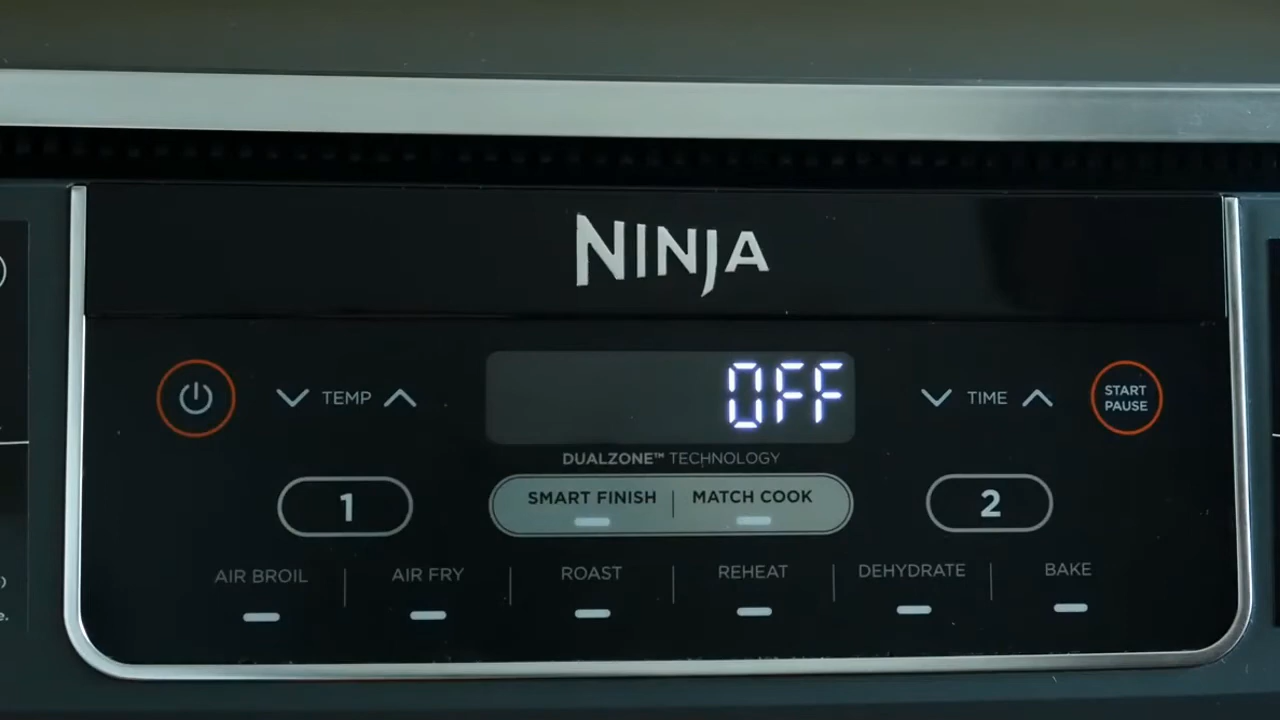 NINJA
OFF
TEMP
TIME
START
PAUSE
DUALZONE™ TECHNOLOGY
1
SMART FINISH
MATCH COOK
2
AIR BROIL
AIR FRY
ROAST
REHEAT
DEHYDRATE
BAKE